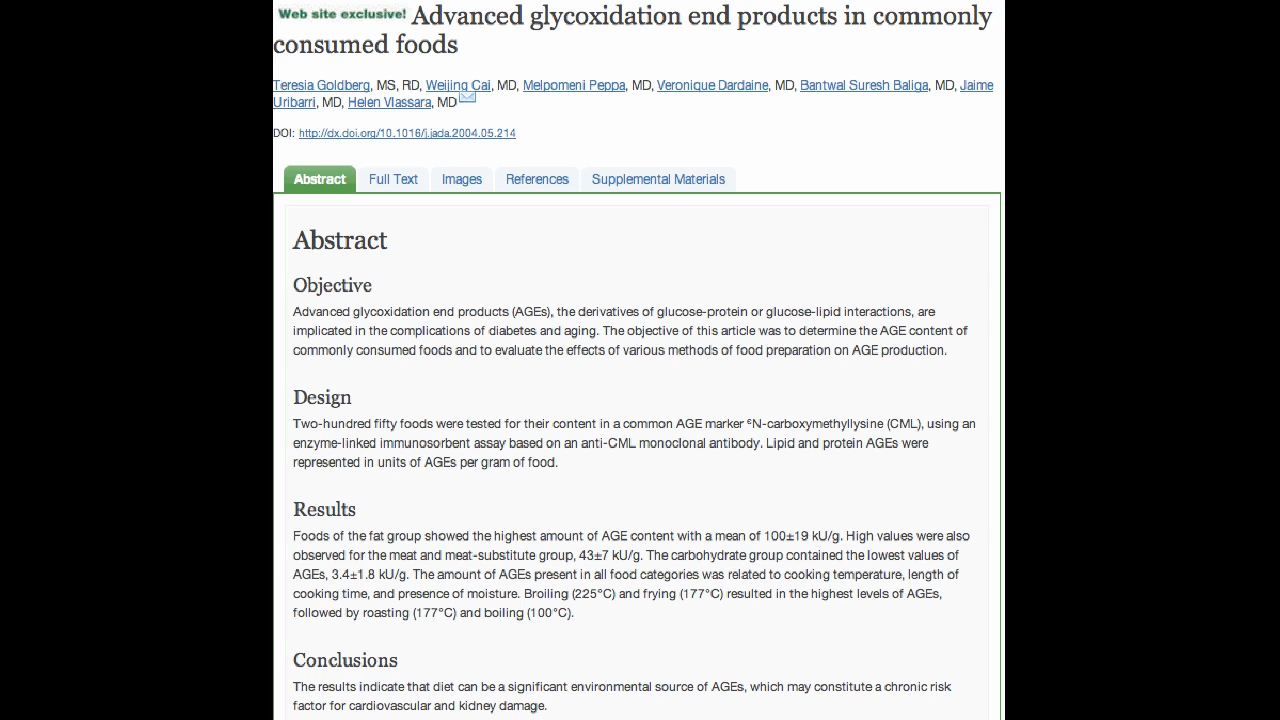 Web site exclusive! Advanced glycoxidation end products in commonly
consumed foods
Teresia Goldberg, MS, RD, Weijing Cai, MD, Melpomeni Peppa, MD, Veronique Dardaine, MD, Bantwal Suresh Baliga, MD, Jaime
Uribarri, MD, Helen Vlassara, MD
DOI: http://dx.doi.org/10.1016/j.jada.2004.05.214
Abstract Full Text Images References Supplemental Materials
Abstract
Objective
Advanced glycoxidation end products (AGEs), the derivatives of glucose-protein or glucose-lipid interactions, are
implicated in the complications of diabetes and aging. The objective of this article was to determine the AGE content of
commonly consumed foods and to evaluate the effects of various methods of food preparation on AGE production.
Design
Two-hundred fifty foods were tested for their content in a common AGE marker ᵋN-carboxymethyllysine (CML), using an
enzyme-linked immunosorbent assay based on an anti-CML monoclonal antibody. Lipid and protein AGEs were
represented in units of AGEs per gram of food.
Results
Foods of the fat group showed the highest amount of AGE content with a mean of 100±19 kU/g. High values were also
observed for the meat and meat-substitute group, 43±7 kU/g. The carbohydrate group contained the lowest values of
AGEs, 3.4±1.8 kU/g. The amount of AGEs present in all food categories was related to cooking temperature, length of
cooking time, and presence of moisture. Broiling (225°C) and frying (177°C) resulted in the highest levels of AGEs,
followed by roasting (177°C) and boiling (100°C).
Conclusions
The results indicate that diet can be a significant environmental source of AGEs, which may constitute a chronic risk
factor for cardiovascular and kidney damage.